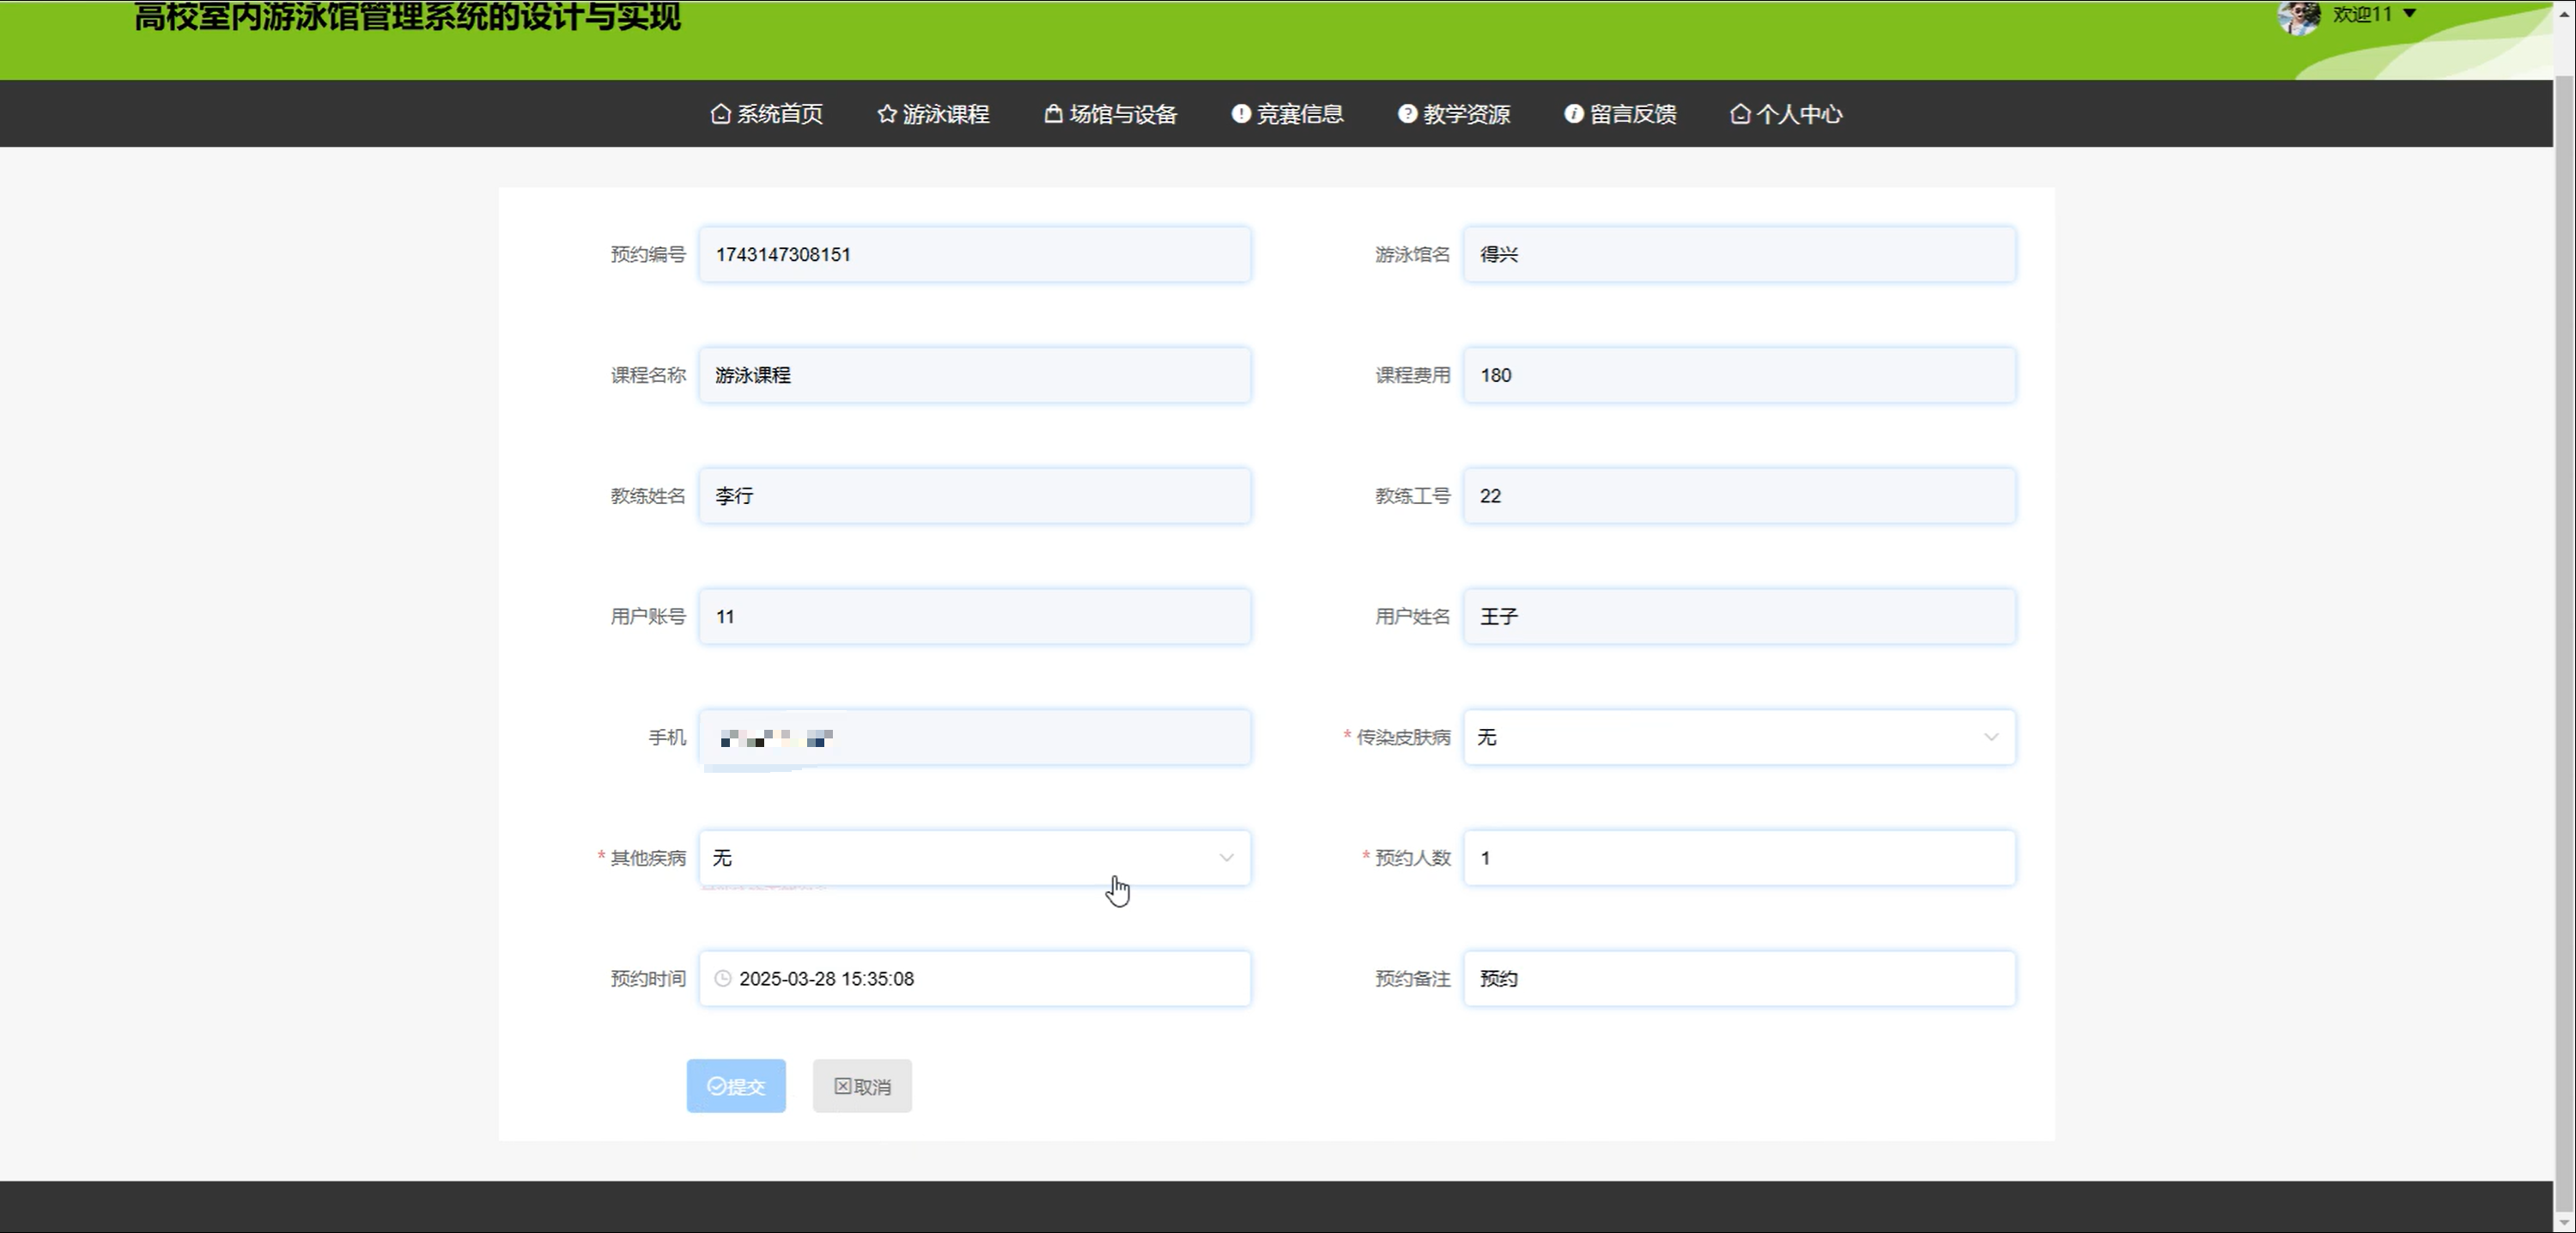 高校室内游泳馆管理系统的设计与实现
欢迎11
系统首页 游泳课程 场馆与设备 竞赛信息 教学资源 留言反馈 个人中心
预约编号 1743147308151 游泳馆名 得兴
课程名称 游泳课程 课程费用 180
教练姓名 李行 教练工号 22
用户账号 11 用户姓名 王子
手机 * 传染皮肤病 无
* 其他疾病 无 * 预约人数 1
预约时间 2025-03-28 15:35:08 预约备注 预约
提交 取消